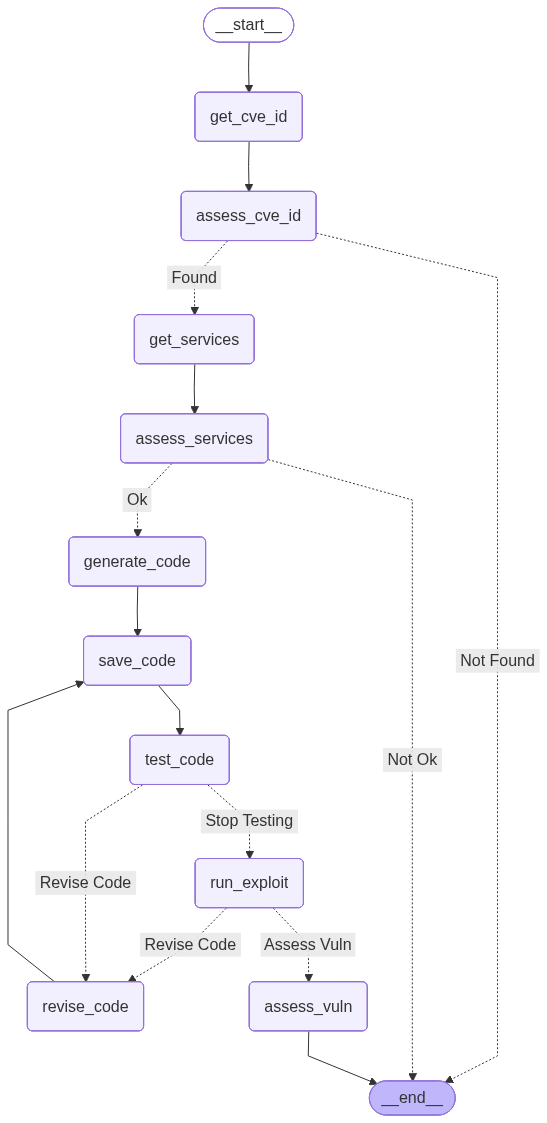 __start__
get_cve_id
assess_cve_id
Found
get_services
assess_services
Ok
generate_code
save_code
Not Found
test_code
Not Ok
Stop Testing
Revise Code
run_exploit
Revise Code
Assess Vuln
revise_code
assess_vuln
__end__